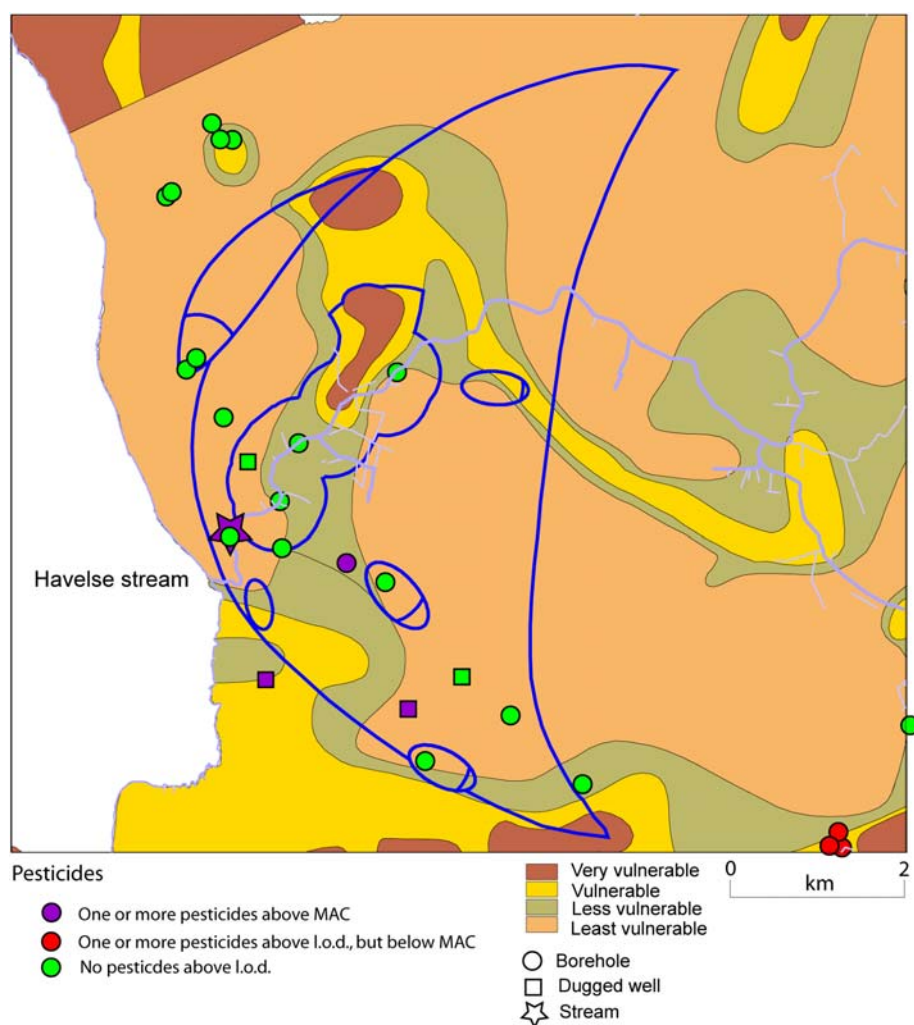 Havelse stream
Pesticides
One or more pesticides above MAC
One or more pesticides above l.o.d., but below MAC
No pesticdes above l.o.d.
Very vulnerable
Vulnerable
Less vulnerable
Least vulnerable
Borehole
Dugged well
Stream
0 2
km